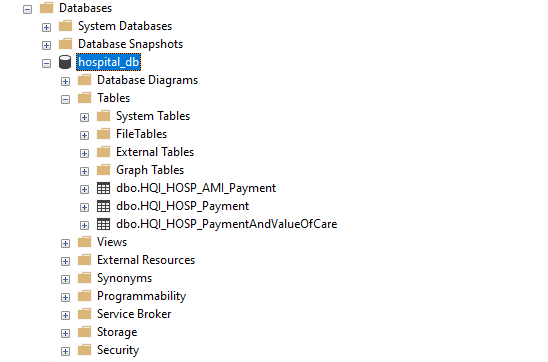 Databases
System Databases
Database Snapshots
hospital_db
Database Diagrams
Tables
System Tables
FileTables
External Tables
Graph Tables
dbo.HQI_HOSP_AMI_Payment
dbo.HQI_HOSP_Payment
dbo.HQI_HOSP_PaymentAndValueOfCare
Views
External Resources
Synonyms
Programmability
Service Broker
Storage
Security